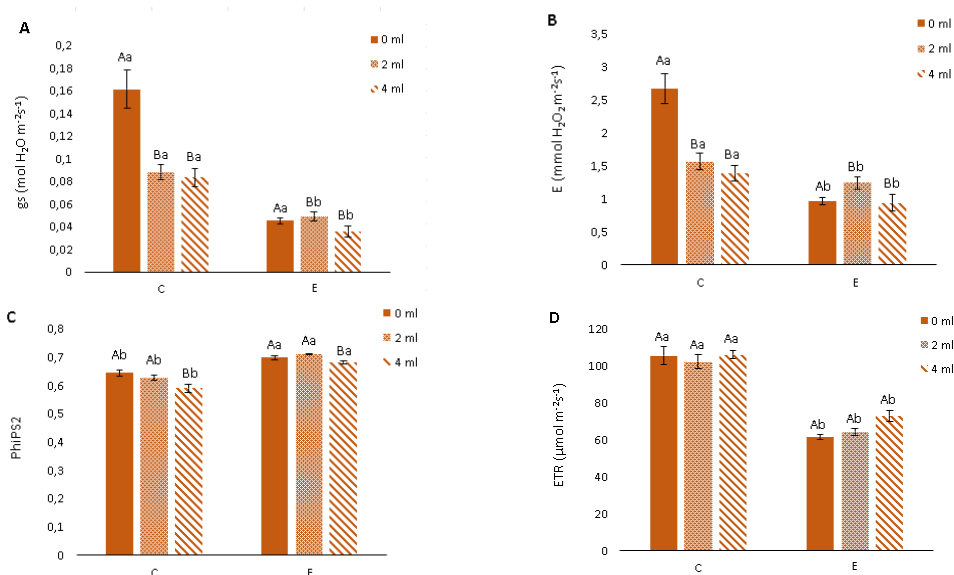 A
gs (mol H₂O m⁻²s⁻¹)
0,2
0,18
0,16
0,14
0,12
0,1
0,08
0,06
0,04
0,02
0
Aa
Ba
Ba
Aa
Bb
Bb
C
E
0 ml
2 ml
4 ml
B
E (mmol H₂O₂ m⁻²s⁻¹)
3,5
3
2,5
2
1,5
1
0,5
0
Aa
Ba
Ba
Ab
Bb
Bb
C
E
0 ml
2 ml
4 ml
C
PhiPS2
0,8
0,7
0,6
0,5
0,4
0,3
0,2
0,1
0
Ab
Ab
Bb
Aa
Aa
Ba
C
E
0 ml
2 ml
4 ml
D
ETR (µmol m⁻²s⁻¹)
120
100
80
60
40
20
0
Aa
Aa
Aa
Ab
Ab
Ab
C
E
0 ml
2 ml
4 ml